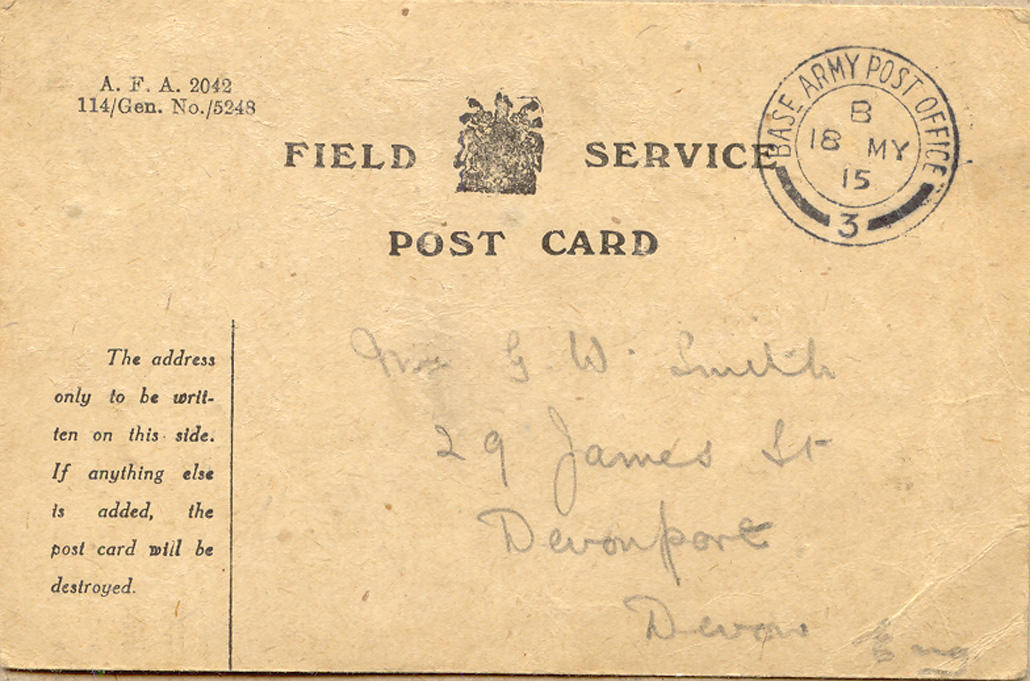 A. F. A. 2042
114/Gen. No./5248
FIELD SERVICE
POST CARD
BASE ARMY POST OFFICE
B
18 MY
15
3
The address
only to be writ-
ten on this side.
If anything else
is added, the
post card will be
destroyed.
G. W. Smith
29 James St
Devonport
Devon Eng